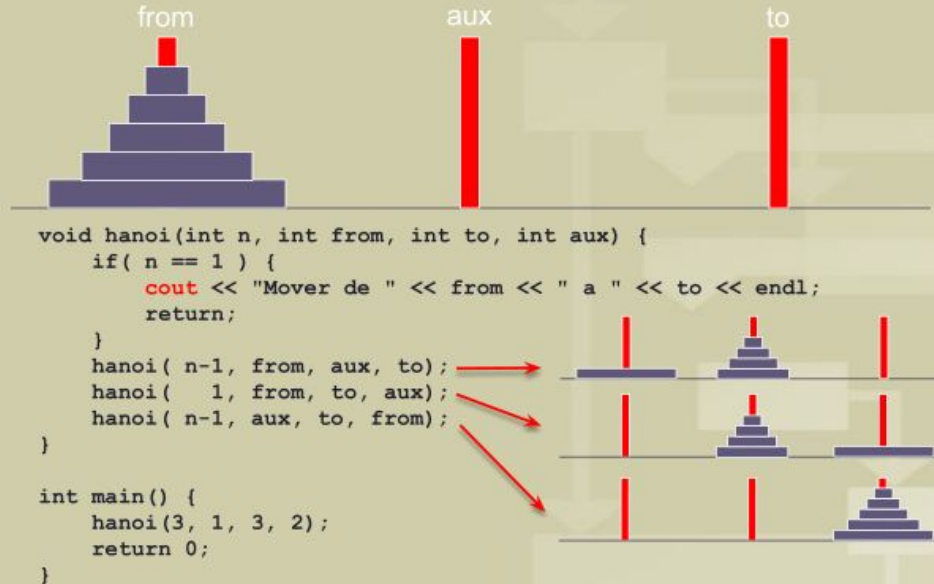 from aux to
void hanoi(int n, int from, int to, int aux) {
    if( n == 1 ) {
        cout << "Mover de " << from << " a " << to << endl;
        return;
    }
    hanoi( n-1, from, aux, to);
    hanoi(   1, from, to, aux);
    hanoi( n-1, aux, to, from);
}
int main() {
    hanoi(3, 1, 3, 2);
    return 0;
}